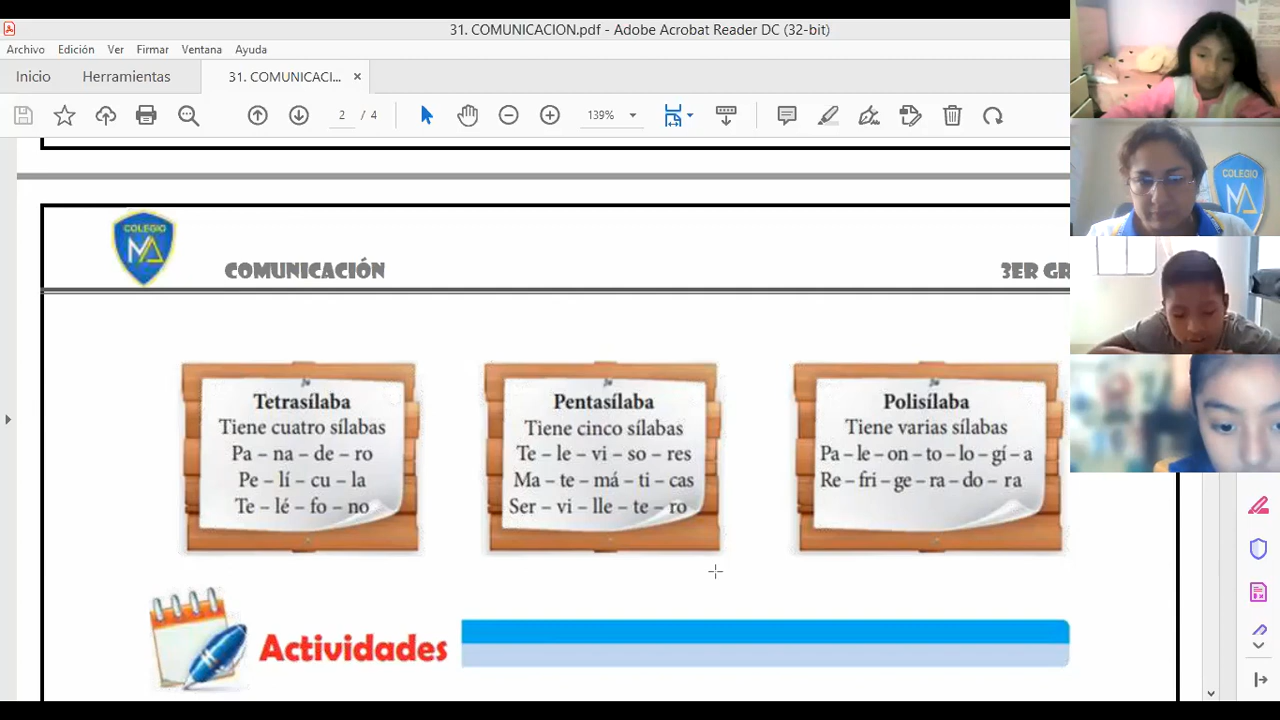 31. COMUNICACION.pdf - Adobe Acrobat Reader DC (32-bit)
Archivo Edición Ver Firmar Ventana Ayuda
Inicio Herramientas 31. COMUNICACI... ×
2 / 4 139%
COLEGIO
MA
COMUNICACIÓN 3ER GR
COLEGIO
Tetrasílaba
Tiene cuatro sílabas
Pa – na – de – ro
Pe – lí – cu – la
Te – lé – fo – no
Pentasílaba
Tiene cinco sílabas
Te – le – vi – so – res
Ma – te – má – ti – cas
Ser – vi – lle – te – ro
Polisílaba
Tiene varias sílabas
Pa – le – on – to – lo – gí – a
Re – fri – ge – ra – do – ra
Actividades